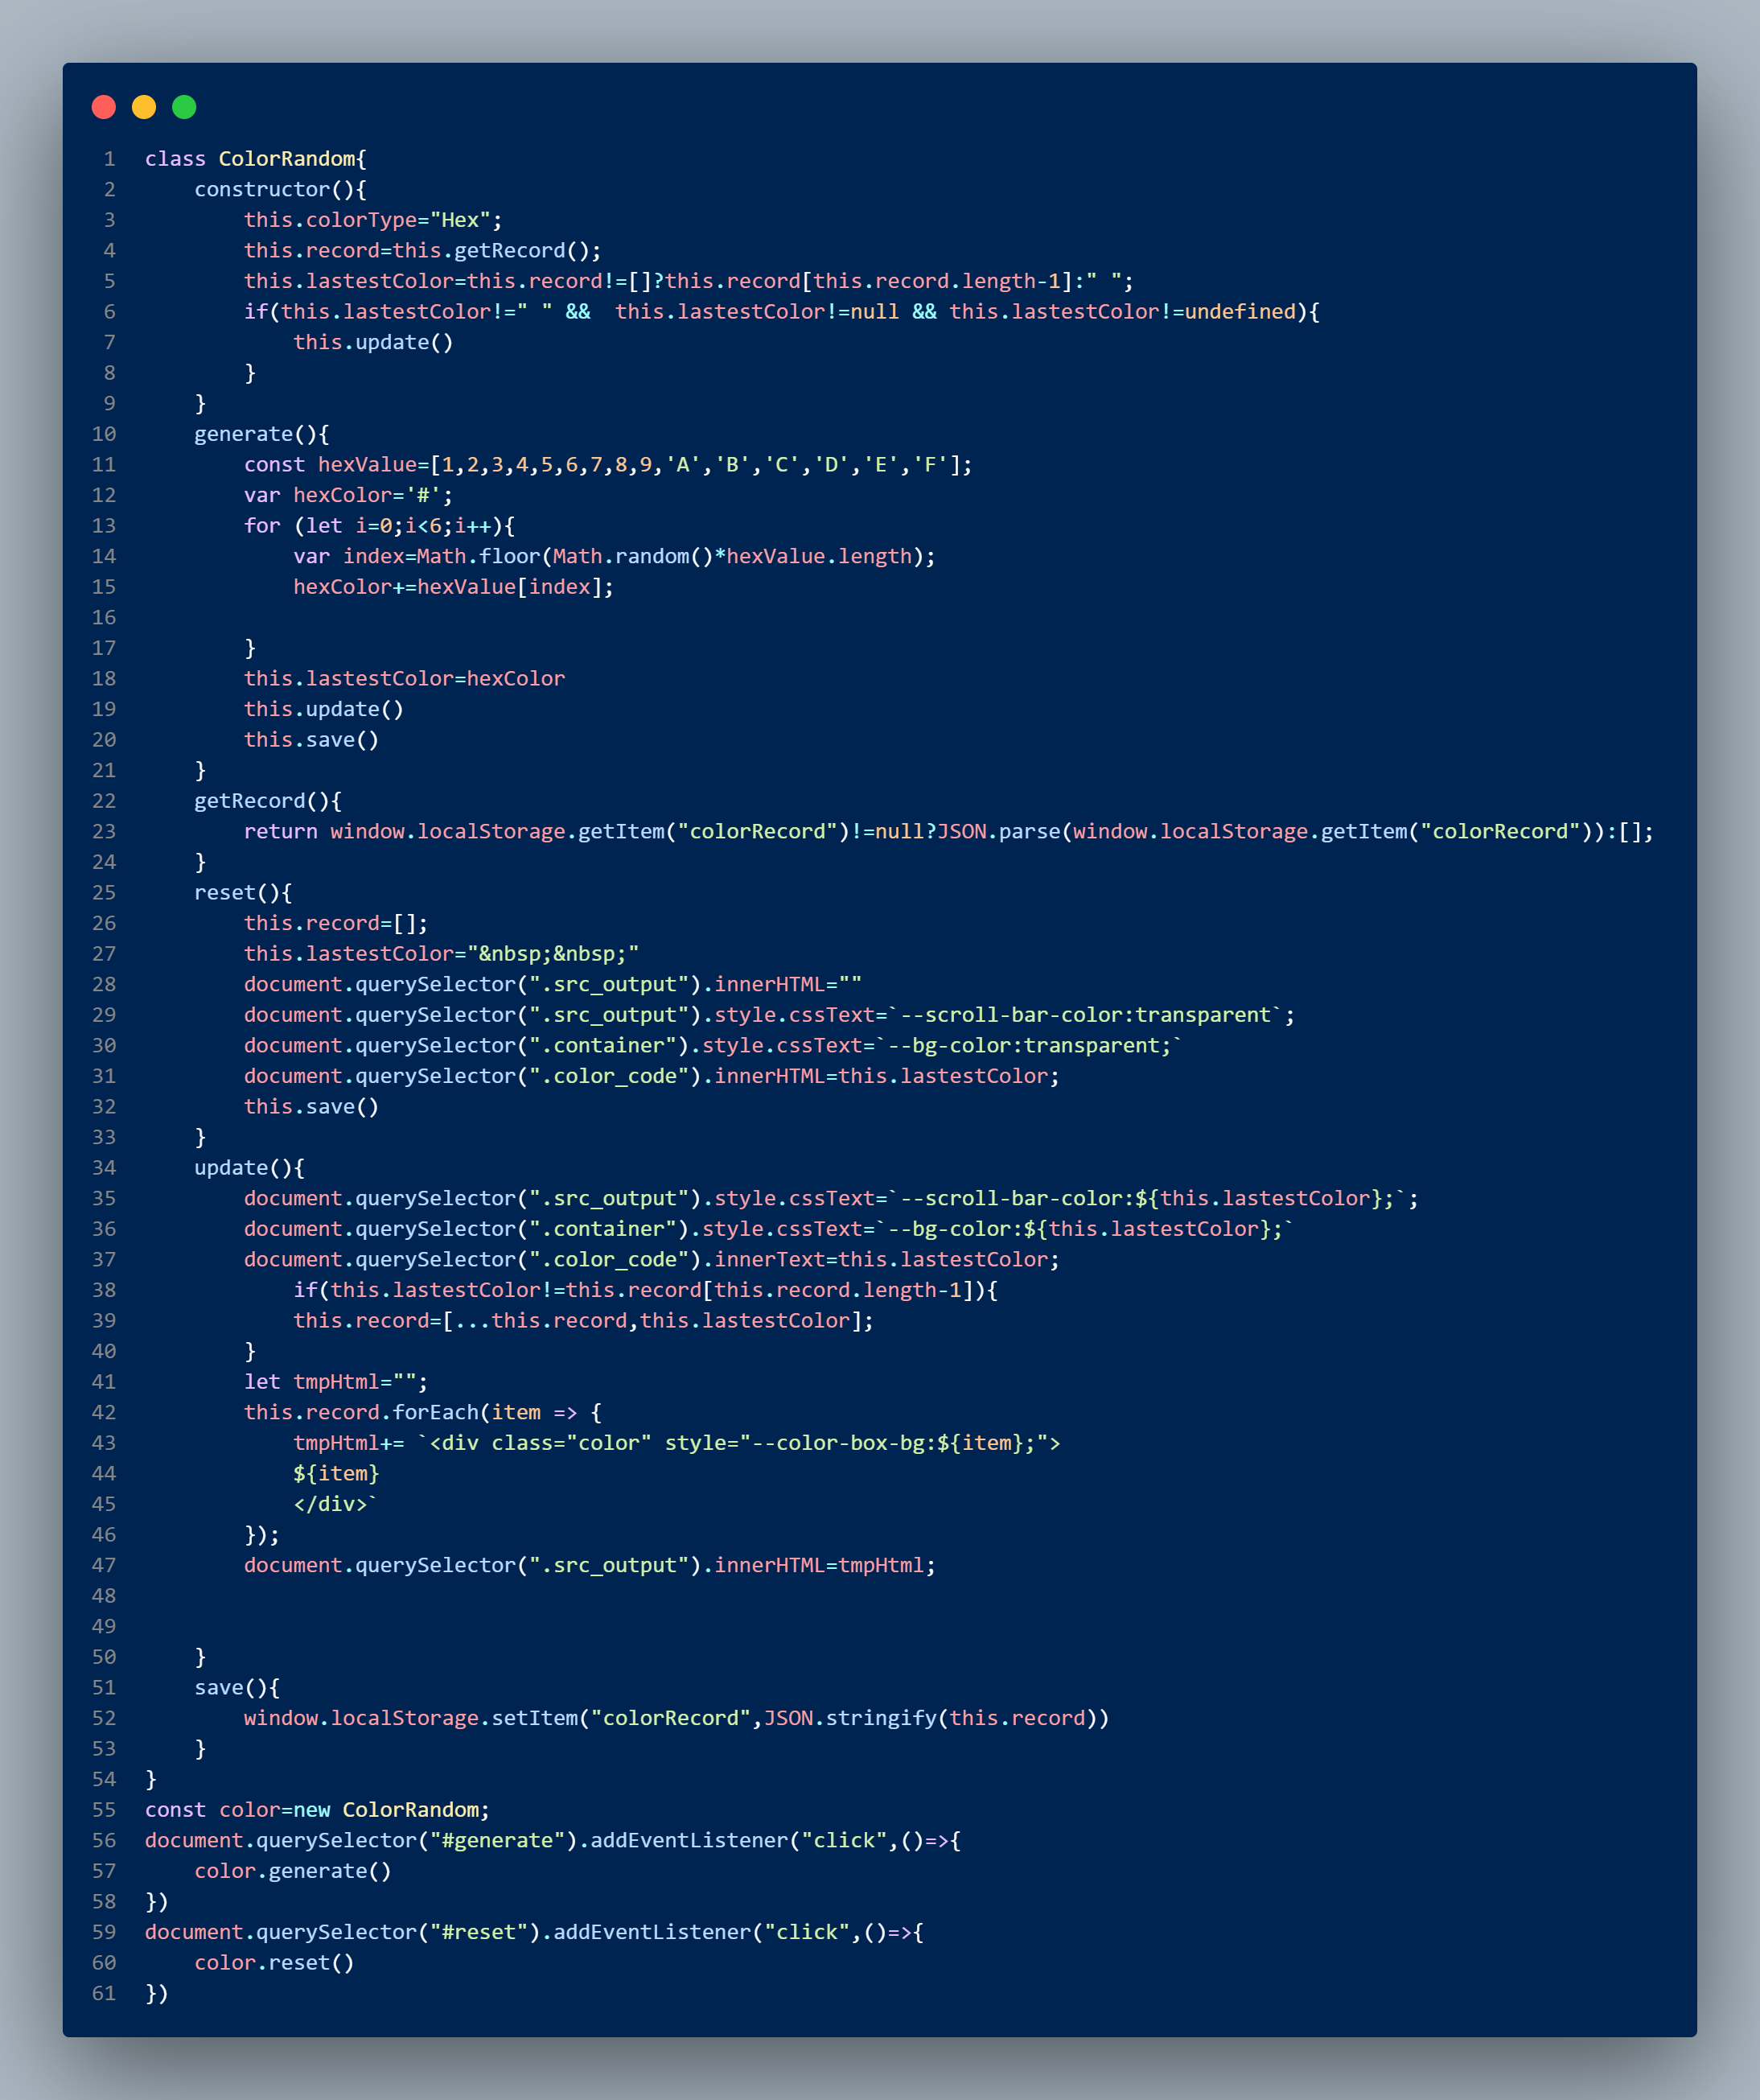 1 class ColorRandom{
2     constructor(){
3         this.colorType="Hex";
4         this.record=this.getRecord();
5         this.lastestColor=this.record!=[]?this.record[this.record.length-1]:" ";
6         if(this.lastestColor!=" " &&  this.lastestColor!=null && this.lastestColor!=undefined){
7             this.update()
8         }
9     }
10     generate(){
11         const hexValue=[1,2,3,4,5,6,7,8,9,'A','B','C','D','E','F'];
12         var hexColor='#';
13         for (let i=0;i<6;i++){
14             var index=Math.floor(Math.random()*hexValue.length);
15             hexColor+=hexValue[index];
16
17         }
18         this.lastestColor=hexColor
19         this.update()
20         this.save()
21     }
22     getRecord(){
23         return window.localStorage.getItem("colorRecord")!=null?JSON.parse(window.localStorage.getItem("colorRecord")):[];
24     }
25     reset(){
26         this.record=[];
27         this.lastestColor="&nbsp;&nbsp;"
28         document.querySelector(".src_output").innerHTML=""
29         document.querySelector(".src_output").style.cssText=`--scroll-bar-color:transparent`;
30         document.querySelector(".container").style.cssText=`--bg-color:transparent;`
31         document.querySelector(".color_code").innerHTML=this.lastestColor;
32         this.save()
33     }
34     update(){
35         document.querySelector(".src_output").style.cssText=`--scroll-bar-color:${this.lastestColor};`;
36         document.querySelector(".container").style.cssText=`--bg-color:${this.lastestColor};`
37         document.querySelector(".color_code").innerText=this.lastestColor;
38             if(this.lastestColor!=this.record[this.record.length-1]){
39             this.record=[...this.record,this.lastestColor];
40         }
41         let tmpHtml="";
42         this.record.forEach(item => {
43             tmpHtml+= `<div class="color" style="--color-box-bg:${item};">
44             ${item}
45             </div>`
46         });
47         document.querySelector(".src_output").innerHTML=tmpHtml;
48
49
50     }
51     save(){
52         window.localStorage.setItem("colorRecord",JSON.stringify(this.record))
53     }
54 }
55 const color=new ColorRandom;
56 document.querySelector("#generate").addEventListener("click",()=>{
57     color.generate()
58 })
59 document.querySelector("#reset").addEventListener("click",()=>{
60     color.reset()
61 })